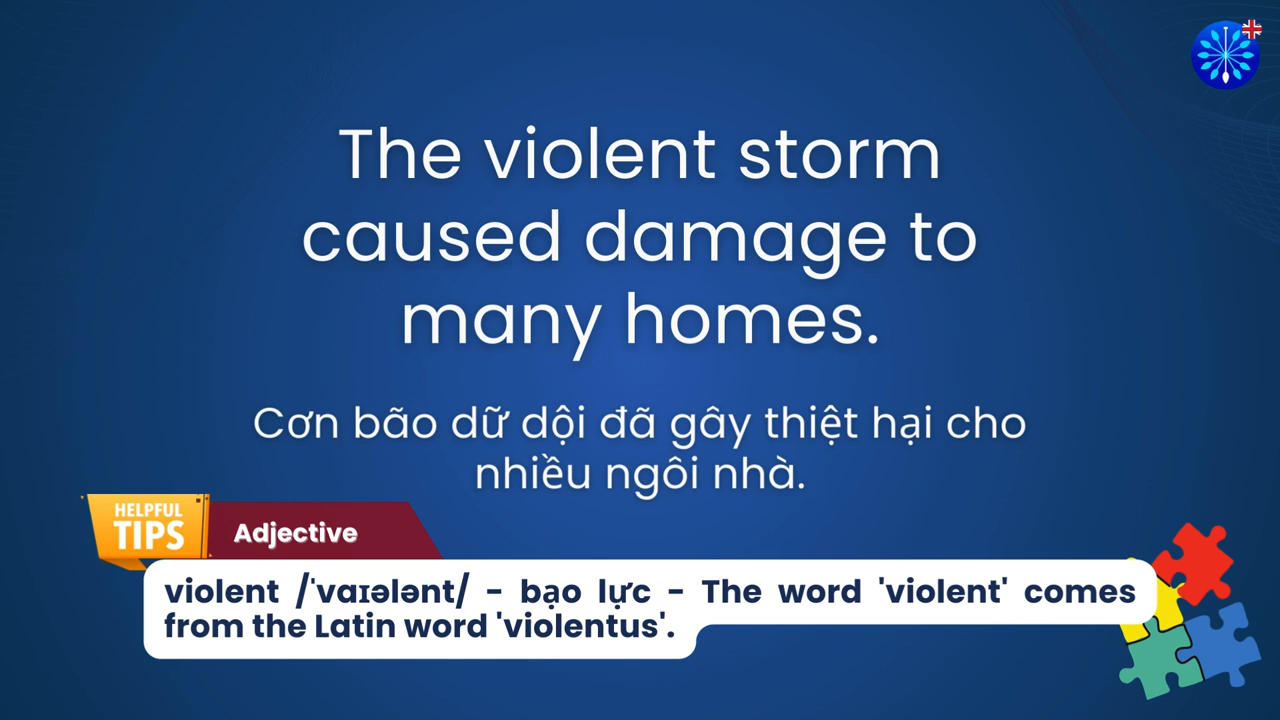 The violent storm
caused damage to
many homes.
Cơn bão dữ dội đã gây thiệt hại cho
nhiều ngôi nhà.
HELPFUL
TIPS
Adjective
violent /ˈvaɪələnt/ - bạo lực - The word 'violent' comes
from the Latin word 'violentus'.